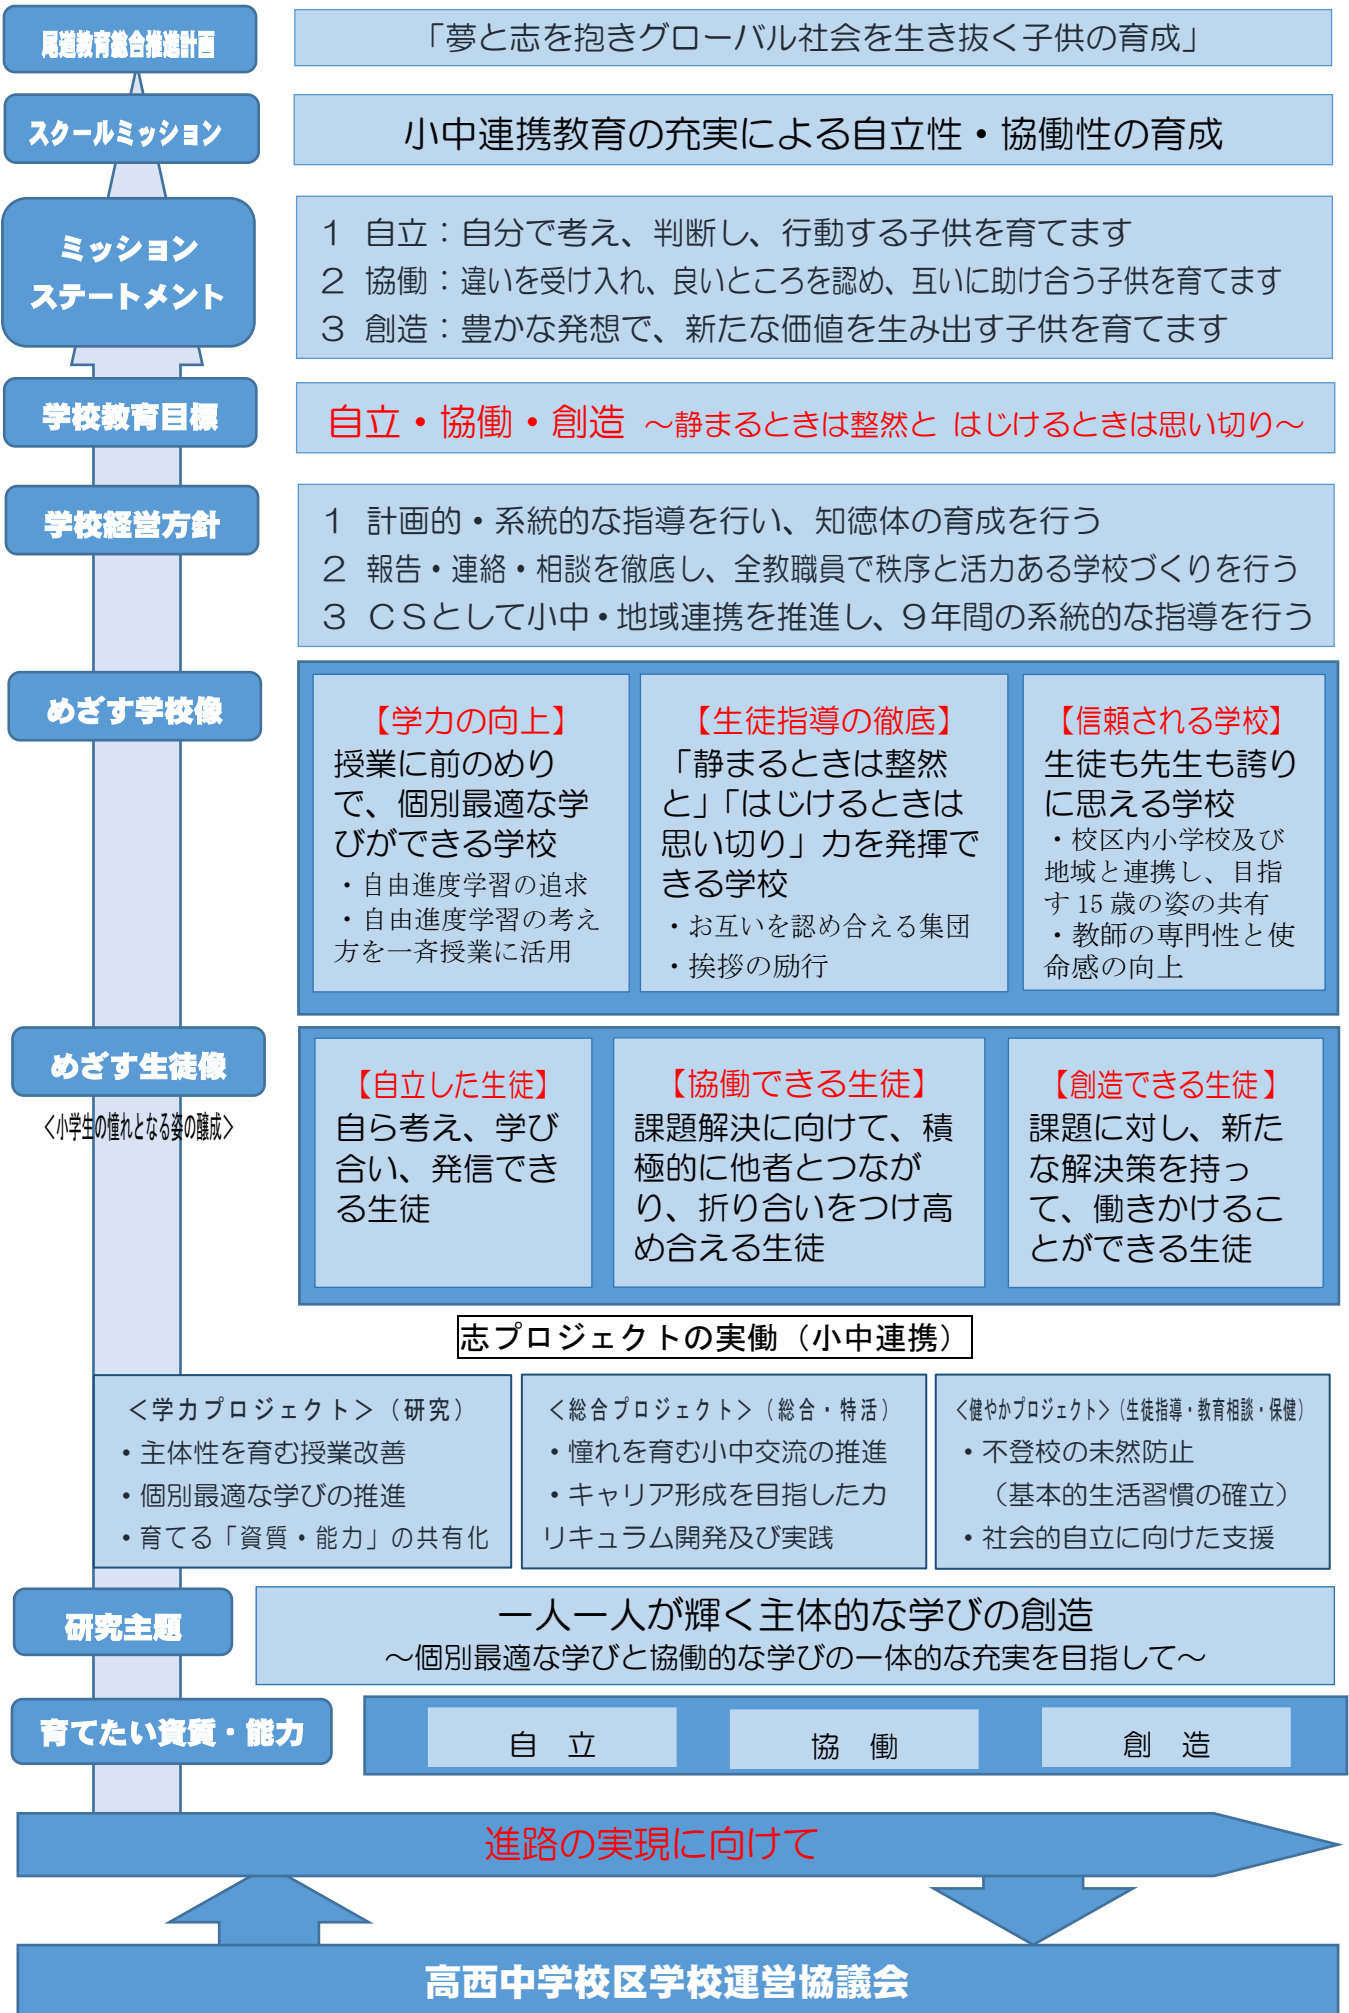 尾道教育総合推進計画
「夢と志を抱きグローバル社会を生き抜く子供の育成」
スクールミッション
小中連携教育の充実による自立性・協働性の育成
ミッション
ステートメント
１ 自立：自分で考え、判断し、行動する子供を育てます
２ 協働：違いを受け入れ、良いところを認め、互いに助け合う子供を育てます
３ 創造：豊かな発想で、新たな価値を生み出す子供を育てます
学校教育目標
自立・協働・創造 ～静まるときは整然と はじけるときは思い切り～
学校経営方針
１ 計画的・系統的な指導を行い、知徳体の育成を行う
２ 報告・連絡・相談を徹底し、全教職員で秩序と活力ある学校づくりを行う
３ ＣＳとして小中・地域連携を推進し、９年間の系統的な指導を行う
めざす学校像
【学力の向上】
授業に前のめり
で、個別最適な学
びができる学校
・自由進度学習の追求
・自由進度学習の考え
方を一斉授業に活用
【生徒指導の徹底】
「静まるときは整然
と」「はじけるときは
思い切り」力を発揮で
きる学校
・お互いを認め合える集団
・挨拶の励行
【信頼される学校】
生徒も先生も誇り
に思える学校
・校区内小学校及び
地域と連携し、目指
す 15 歳の姿の共有
・教師の専門性と使
命感の向上
めざす生徒像
＜小学生の憧れとなる姿の醸成＞
【自立した生徒】
自ら考え、学び
合い、発信でき
る生徒
【協働できる生徒】
課題解決に向けて、積
極的に他者とつなが
り、折り合いをつけ高
め合える生徒
【創造できる生徒】
課題に対し、新た
な解決策を持っ
て、働きかけるこ
とができる生徒
志プロジェクトの実働（小中連携）
＜学力プロジェクト＞（研究）
・主体性を育む授業改善
・個別最適な学びの推進
・育てる「資質・能力」の共有化
＜総合プロジェクト＞（総合・特活）
・憧れを育む小中交流の推進
・キャリア形成を目指したカ
リキュラム開発及び実践
＜健やかプロジェクト＞（生徒指導・教育相談・保健）
・不登校の未然防止
（基本的生活習慣の確立）
・社会的自立に向けた支援
研究主題
一人一人が輝く主体的な学びの創造
～個別最適な学びと協働的な学びの一体的な充実を目指して～
育てたい資質・能力
自 立
協 働
創 造
進路の実現に向けて
高西中学校区学校運営協議会